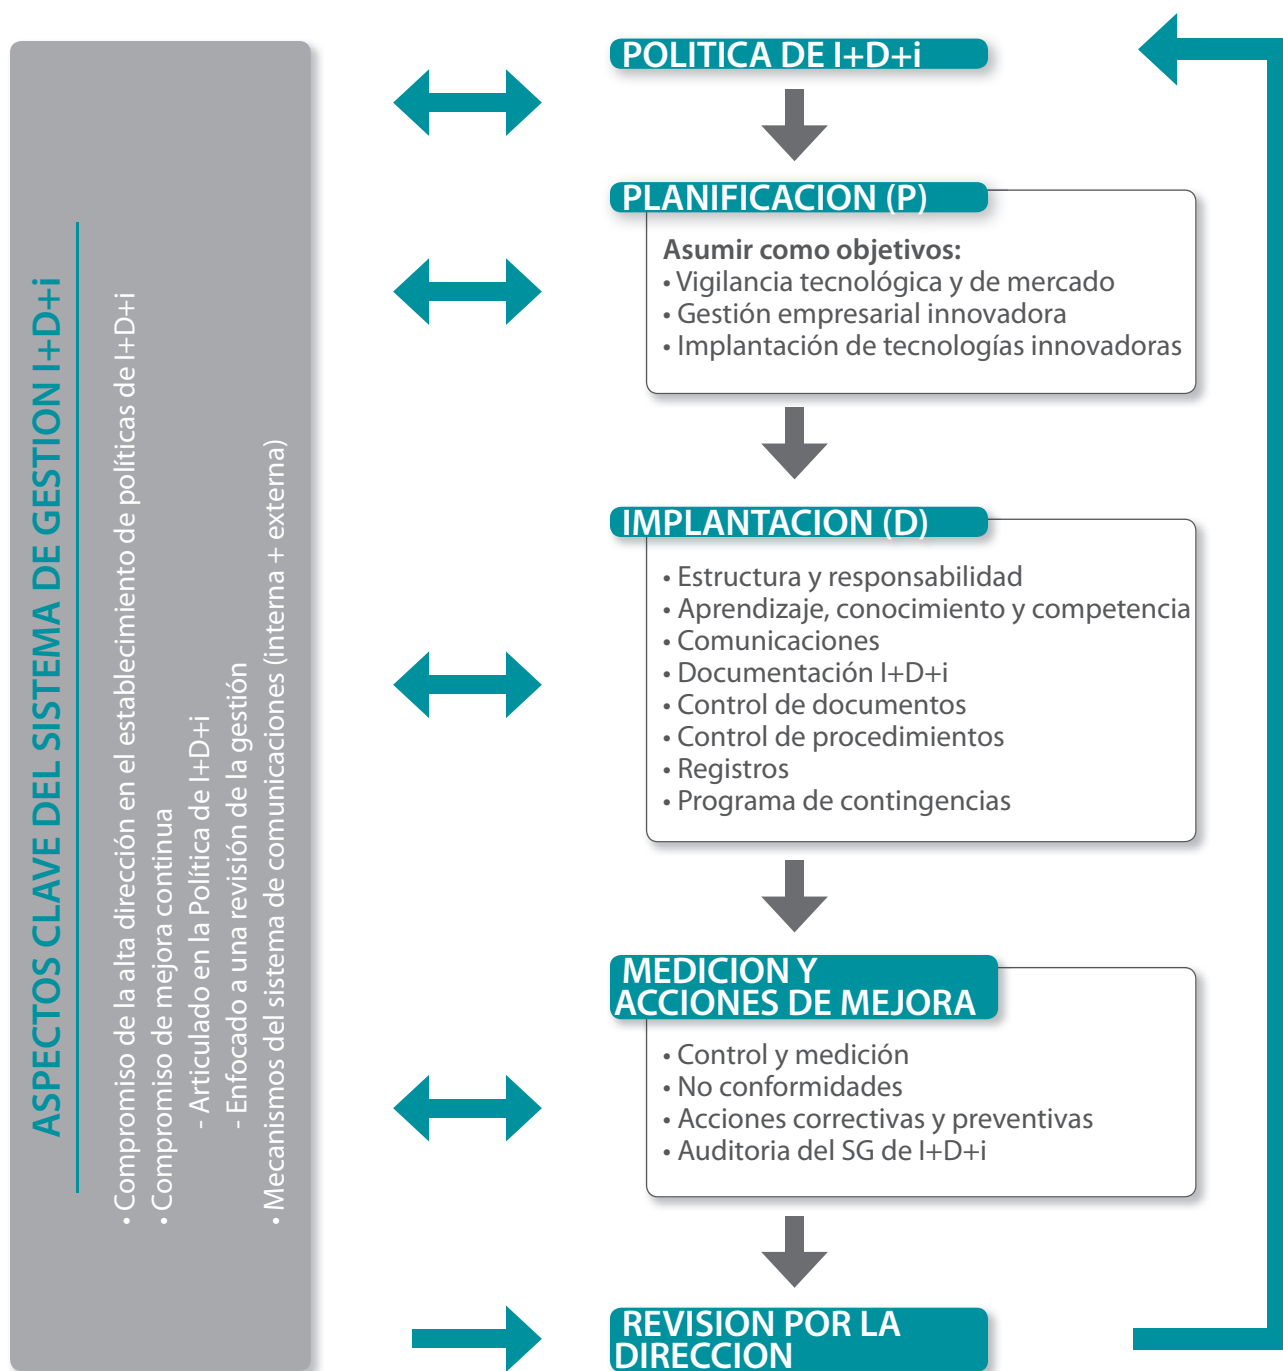 ASPECTOS CLAVE DEL SISTEMA DE GESTION I+D+i
• Compromiso de la alta dirección en el establecimiento de políticas de I+D+i
• Compromiso de mejora continua
- Articulado en la Política de I+D+i
- Enfocado a una revisión de la gestión
• Mecanismos del sistema de comunicaciones (interna + externa)
POLITICA DE I+D+i
PLANIFICACION (P)
Asumir como objetivos:
• Vigilancia tecnológica y de mercado
• Gestión empresarial innovadora
• Implantación de tecnologías innovadoras
IMPLANTACION (D)
• Estructura y responsabilidad
• Aprendizaje, conocimiento y competencia
• Comunicaciones
• Documentación I+D+i
• Control de documentos
• Control de procedimientos
• Registros
• Programa de contingencias
MEDICION Y
ACCIONES DE MEJORA
• Control y medición
• No conformidades
• Acciones correctivas y preventivas
• Auditoria del SG de I+D+i
REVISION POR LA
DIRECCION